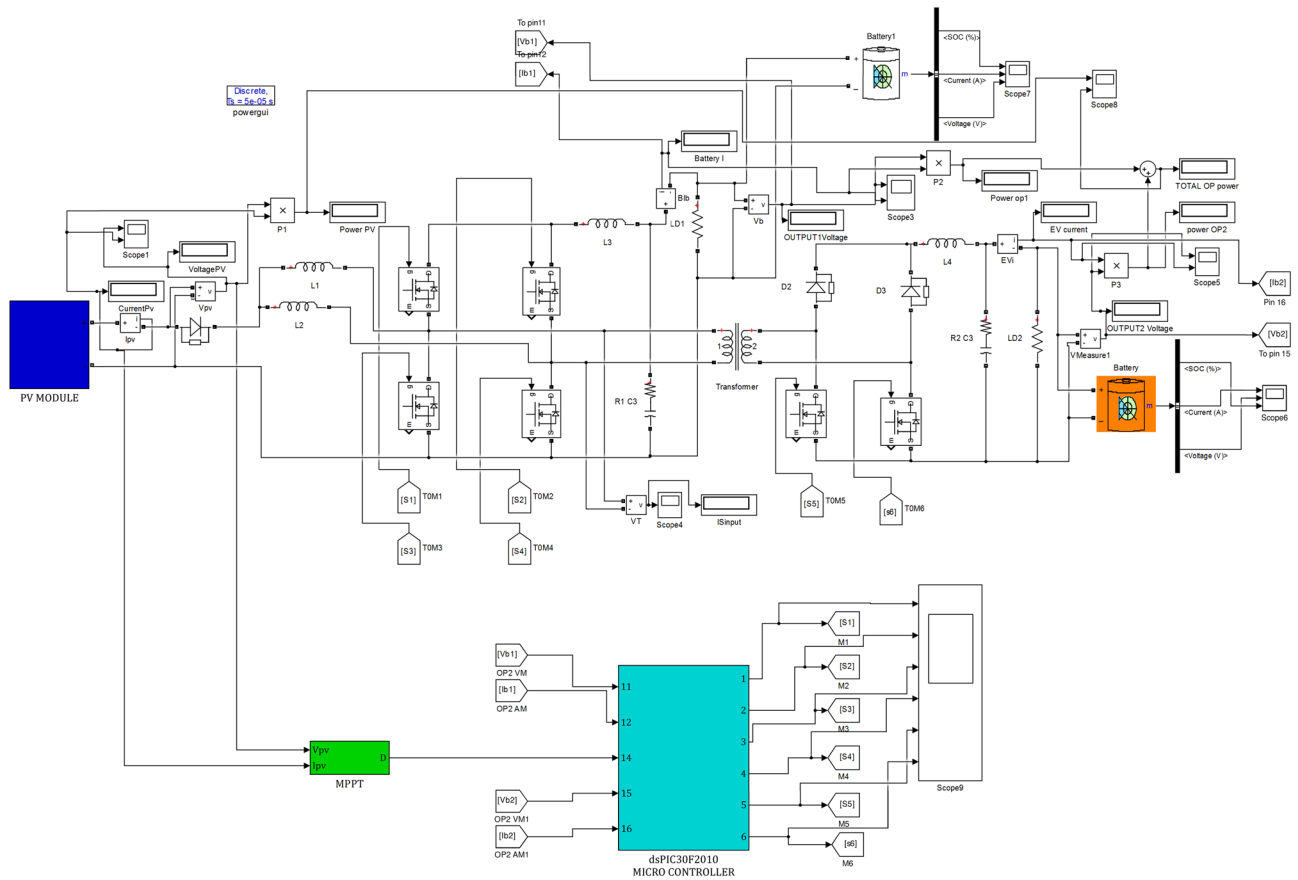 To pin11
[Vb1]
To pin12
[Ib1]
Discrete,
Ts = 5e-05 s
powergui
Battery1
+
m
−
<SOC (%)>
<Current (A)>
<Voltage (V)>
Scope7
Scope8
Battery I
BIb
LD1
Vb
OUTPUT1Voltage
Scope3
P2
Power op1
TOTAL OP power
P1
Power PV
Scope1
VoltagePV
CurrentPv
Vpv
Ipv
PV MODULE
L1
L2
L3
R1 C3
1
2
Transformer
D2
D3
L4
EVi
EV current
power OP2
P3
Scope5
[Ib2]
Pin 16
R2 C3
LD2
OUTPUT2 Voltage
VMeasure1
[Vb2]
To pin 15
Battery
+
m
−
<SOC (%)>
<Current (A)>
<Voltage (V)>
Scope6
[S1]
T0M1
[S2]
T0M2
[S3]
T0M3
[S4]
T0M4
VT
Scope4
ISinput
[S5]
T0M5
[s6]
T0M6
[Vb1]
OP2 VM
[Ib1]
OP2 AM
Vpv
Ipv
D
MPPT
[Vb2]
OP2 VM1
[Ib2]
OP2 AM1
11
12
14
15
16
1
2
3
4
5
6
dsPIC30F2010
MICRO CONTROLLER
[S1]
M1
[S2]
M2
[S3]
M3
[S4]
M4
[S5]
M5
[s6]
M6
Scope9